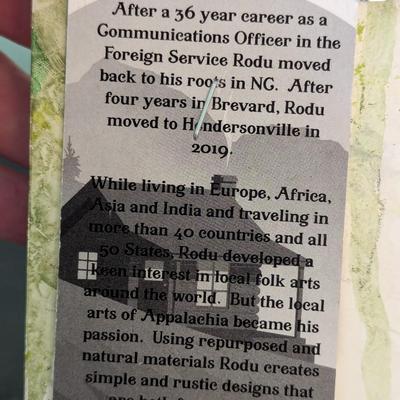 After a 36 year career as a
Communications Officer in the
Foreign Service Rodu moved
back to his roots in NC. After
four years in Brevard, Rodu
moved to Hendersonville in
2019.
While living in Europe, Africa,
Asia and India and traveling in
more than 40 countries and all
50 States, Rodu developed a
keen interest in local folk arts
around the world. But the local
arts of Appalachia became his
passion. Using repurposed and
natural materials Rodu creates
simple and rustic designs that
are both